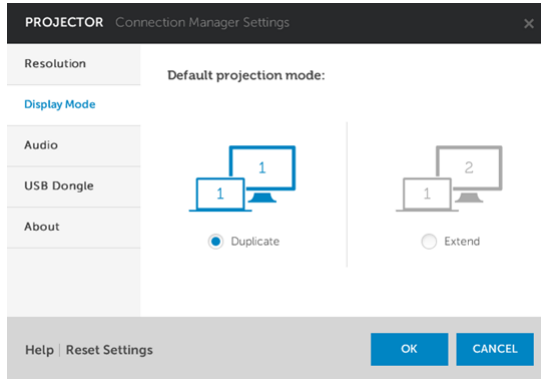 PROJECTOR Connection Manager Settings ×
Resolution
Default projection mode:
Display Mode
Audio
1 1
1 2
USB Dongle
About
Duplicate
Extend
Help | Reset Settings
OK
CANCEL